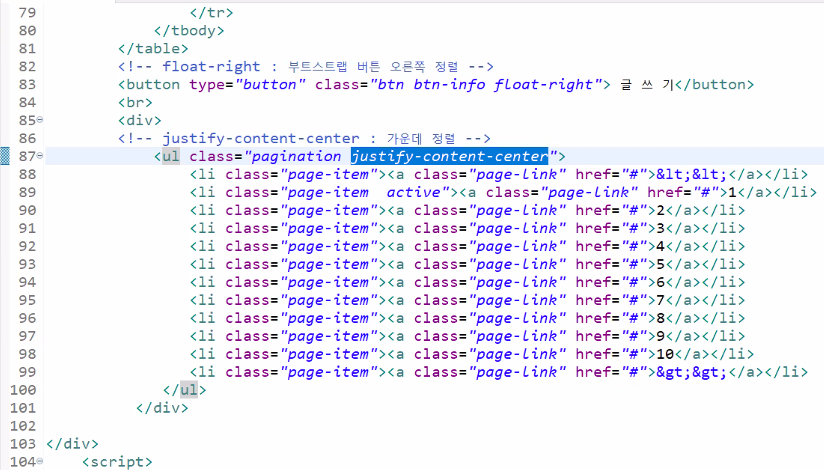 79 </tr>
80 </tbody>
81 </table>
82 <!-- float-right : 부트스트랩 버튼 오른쪽 정렬 -->
83 <button type="button" class="btn btn-info float-right"> 글 쓰 기</button>
84 <br>
85 <div>
86 <!-- justify-content-center : 가운데 정렬 -->
87 <ul class="pagination justify-content-center">
88 <li class="page-item"><a class="page-link" href="#">&lt;&lt;</a></li>
89 <li class="page-item  active"><a class="page-link" href="#">1</a></li>
90 <li class="page-item"><a class="page-link" href="#">2</a></li>
91 <li class="page-item"><a class="page-link" href="#">3</a></li>
92 <li class="page-item"><a class="page-link" href="#">4</a></li>
93 <li class="page-item"><a class="page-link" href="#">5</a></li>
94 <li class="page-item"><a class="page-link" href="#">6</a></li>
95 <li class="page-item"><a class="page-link" href="#">7</a></li>
96 <li class="page-item"><a class="page-link" href="#">8</a></li>
97 <li class="page-item"><a class="page-link" href="#">9</a></li>
98 <li class="page-item"><a class="page-link" href="#">10</a></li>
99 <li class="page-item"><a class="page-link" href="#">&gt;&gt;</a></li>
100 </ul>
101 </div>
102
103 </div>
104 <script>